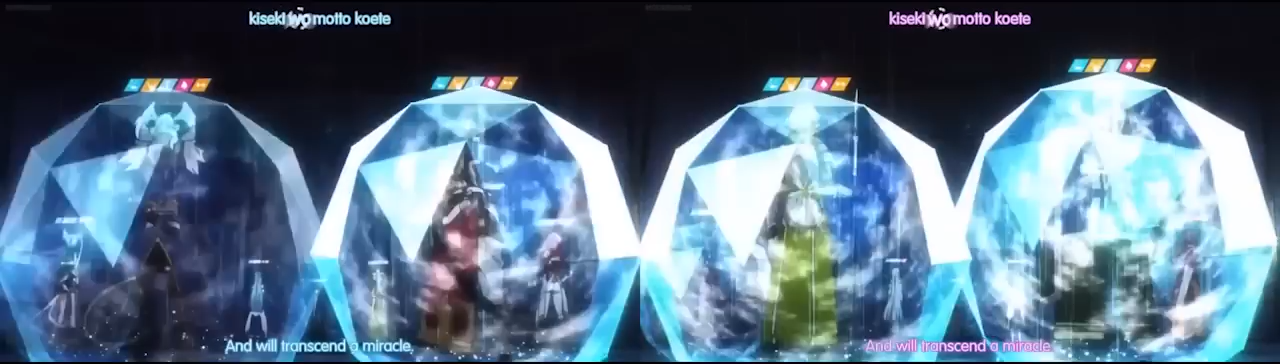 kiseki wo motto koete
kiseki wo motto koete
And will transcend a miracle.
And will transcend a miracle.